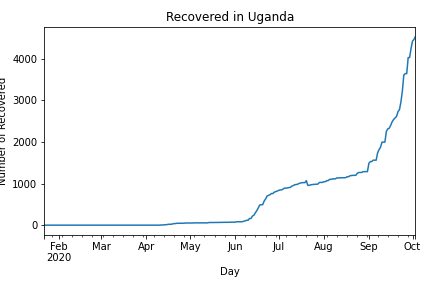 Recovered in Uganda
Number of Recovered
4000
3000
2000
1000
0
Feb Mar Apr May Jun Jul Aug Sep Oct
2020
Day